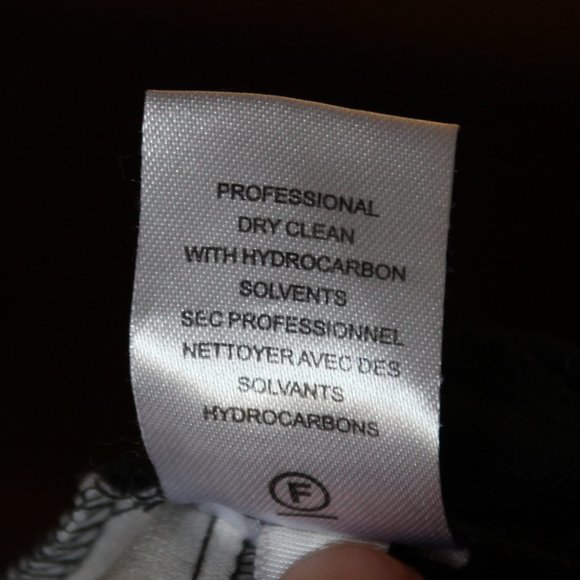 PROFESSIONAL
DRY CLEAN
WITH HYDROCARBON
SOLVENTS
SEC PROFESSIONNEL
NETTOYER AVEC DES
SOLVANTS
HYDROCARBONS
F